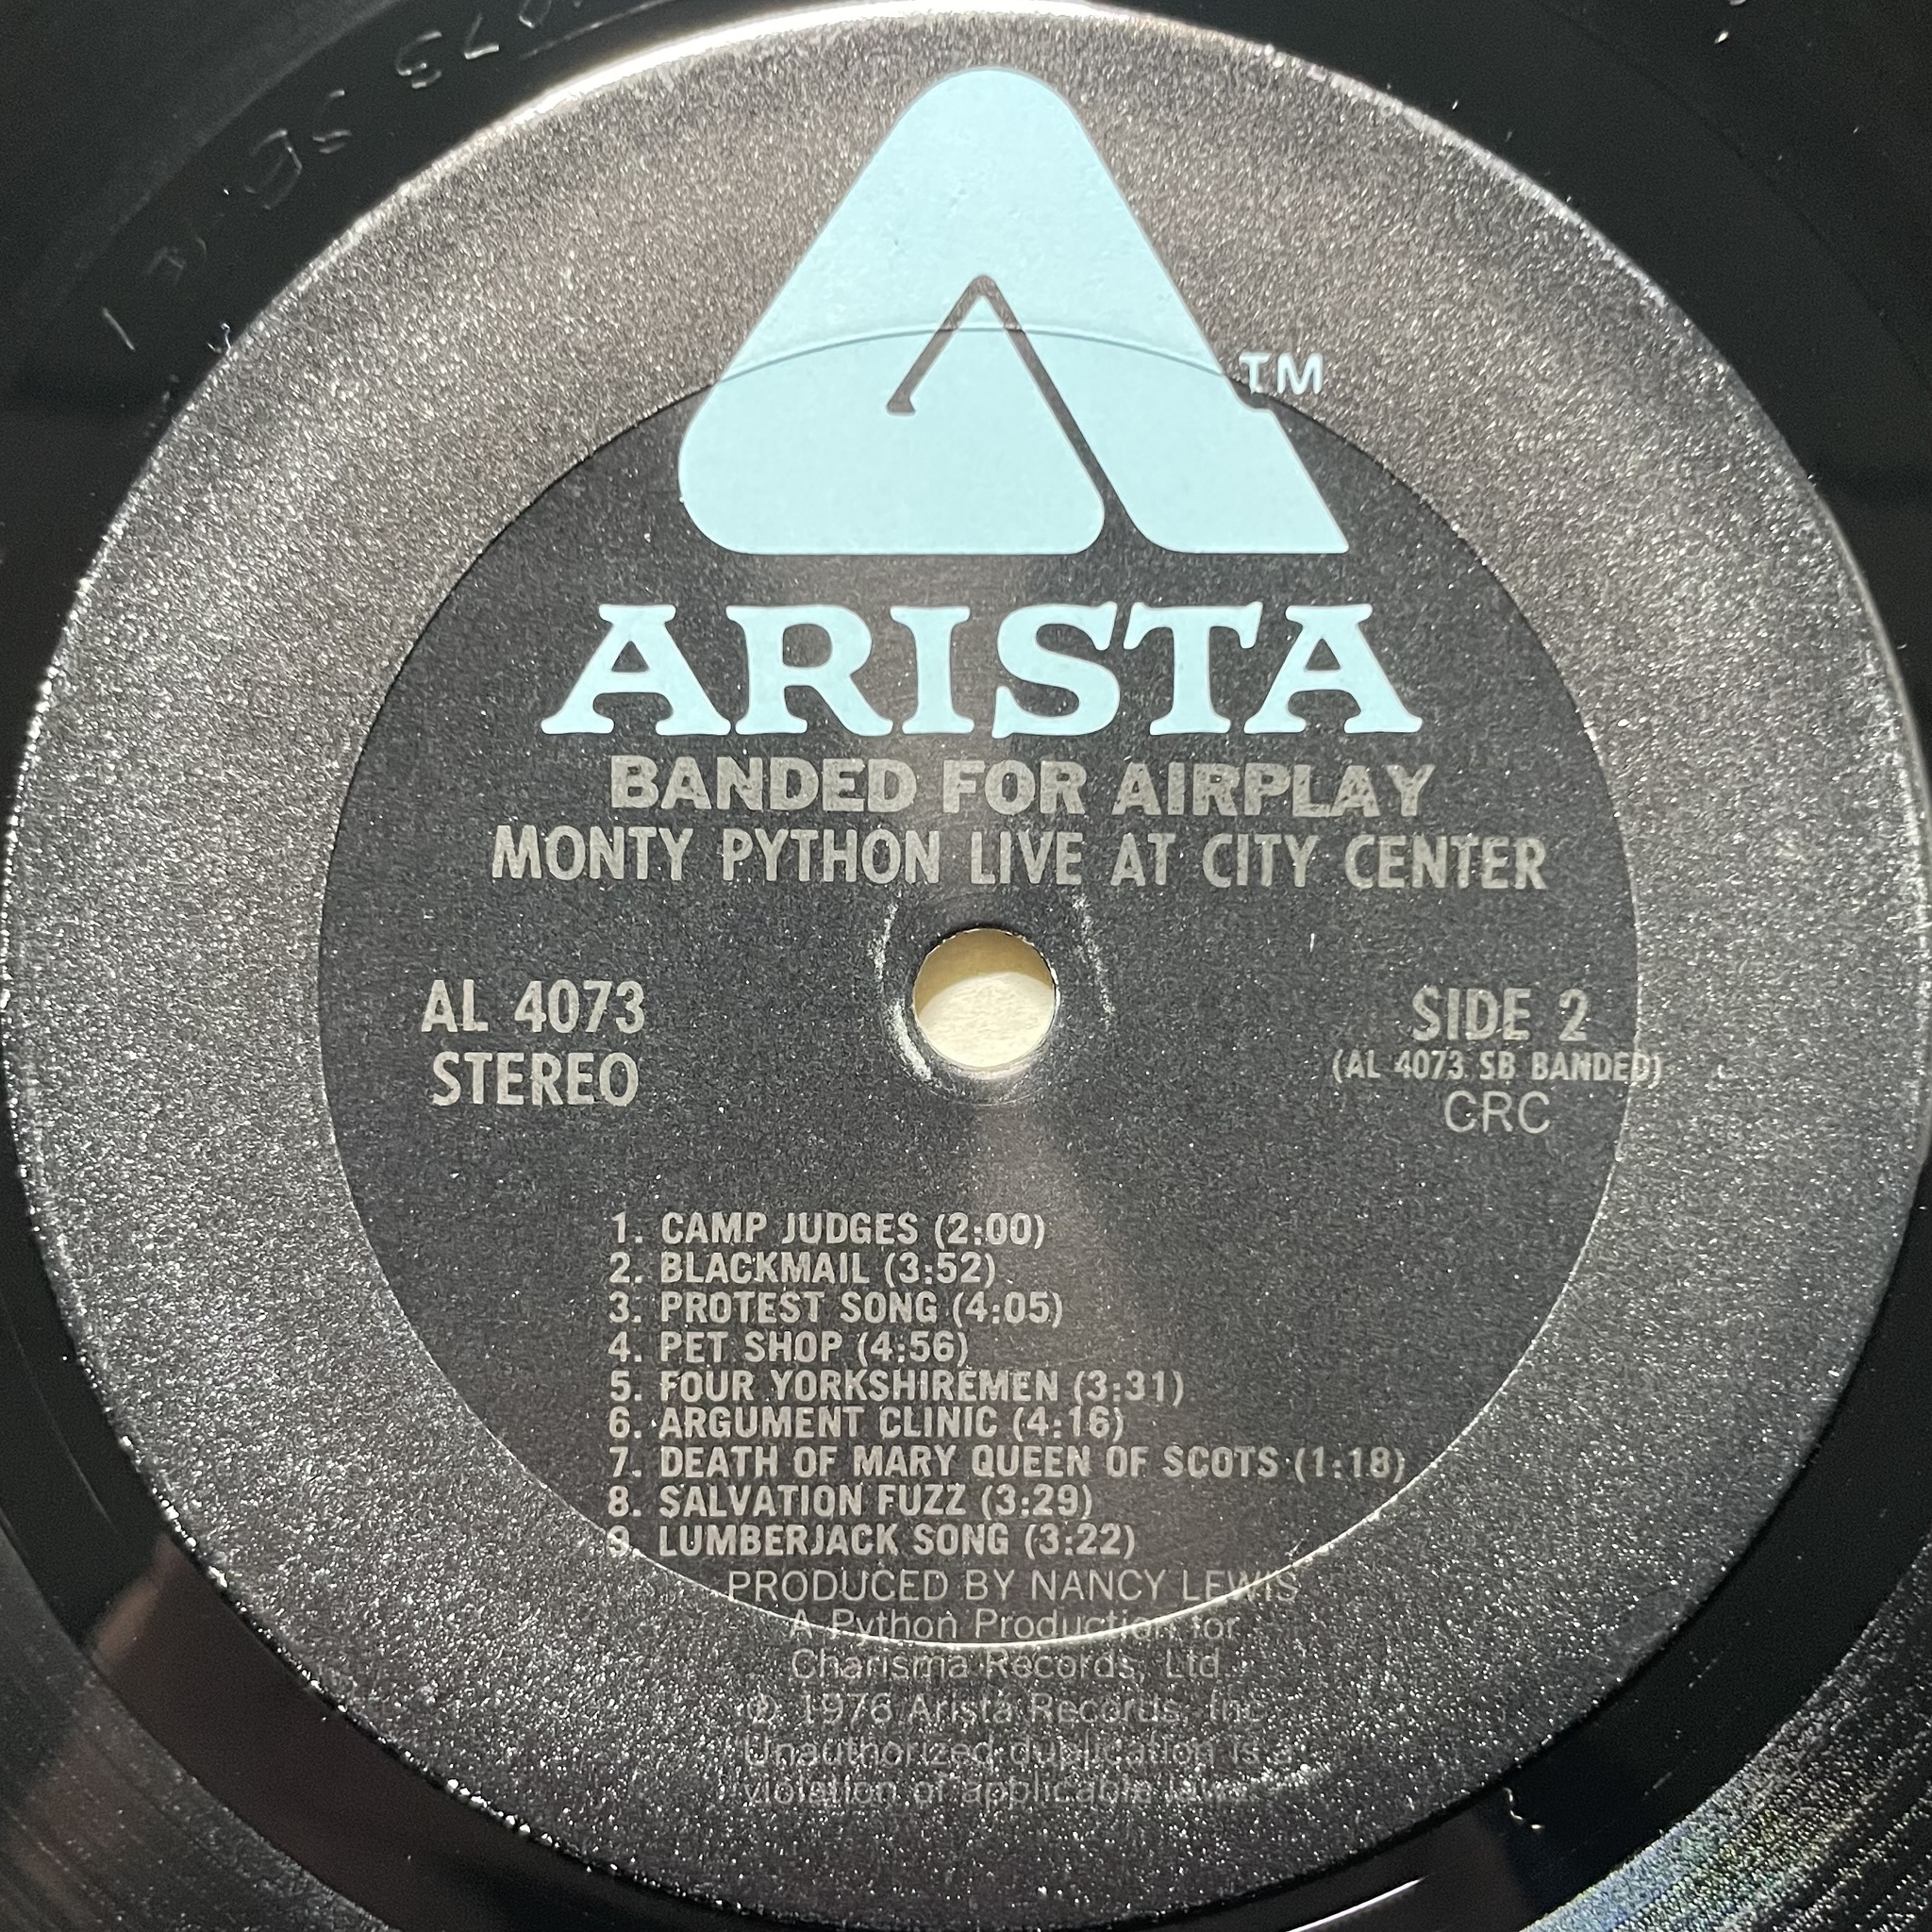 TM
ARISTA
BANDED FOR AIRPLAY
MONTY PYTHON LIVE AT CITY CENTER
AL 4073
STEREO
SIDE 2
(AL 4073 SB BANDED)
CRC
1. CAMP JUDGES (2:00)
2. BLACKMAIL (3:52)
3. PROTEST SONG (4:05)
4. PET SHOP (4:56)
5. FOUR YORKSHIREMEN (3:31)
6. ARGUMENT CLINIC (4:16)
7. DEATH OF MARY QUEEN OF SCOTS (1:18)
8. SALVATION FUZZ (3:29)
9. LUMBERJACK SONG (3:22)
PRODUCED BY NANCY LEWIS
A Python Production for
Charisma Records, Ltd.
℗ 1976 Arista Records, Inc.
Unauthorized duplication is a
violation of applicable laws.